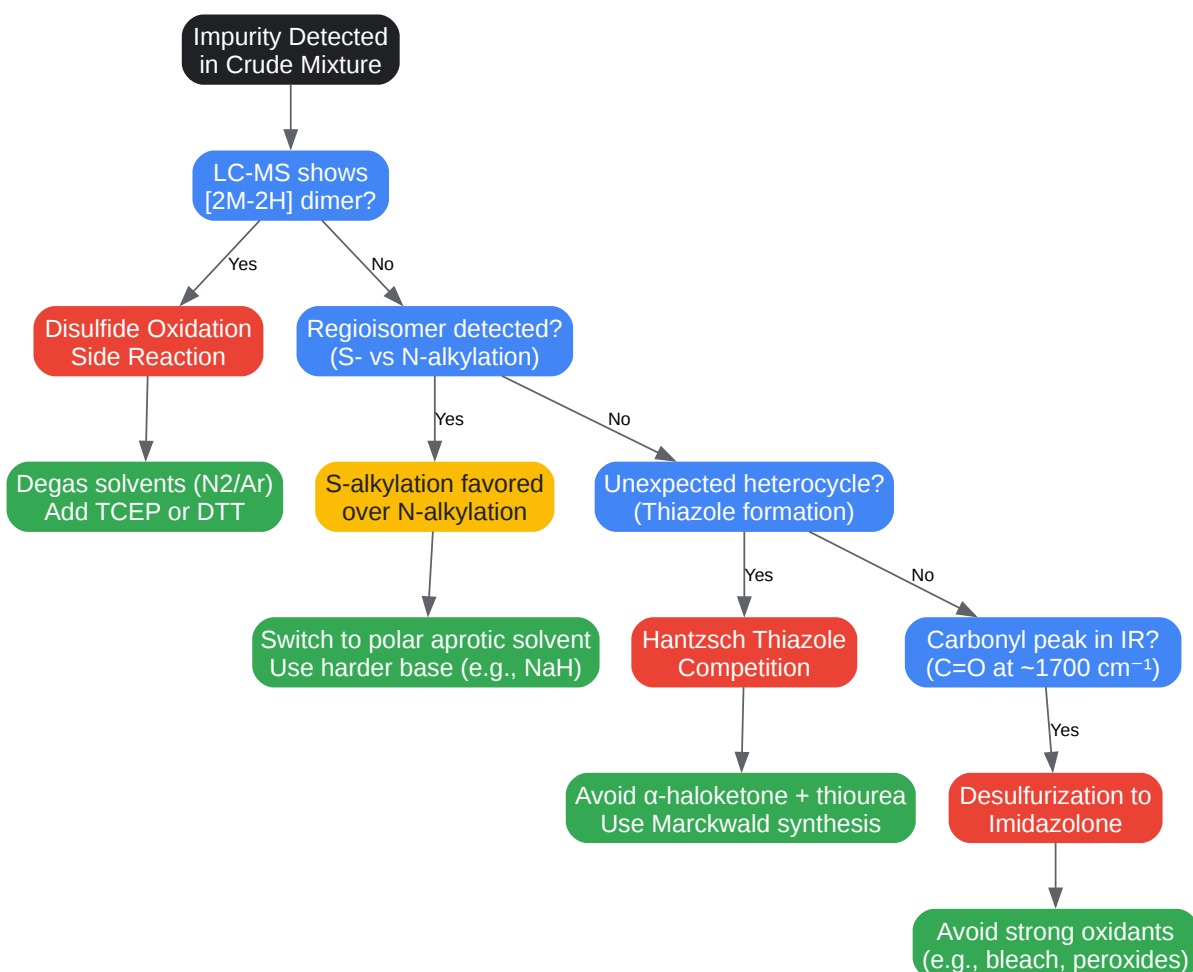 Impurity Detected
in Crude Mixture
LC-MS shows
[2M-2H] dimer?
Yes
No
Disulfide Oxidation
Side Reaction
Regioisomer detected?
(S- vs N-alkylation)
Yes
No
Degas solvents (N2/Ar)
Add TCEP or DTT
S-alkylation favored
over N-alkylation
Unexpected heterocycle?
(Thiazole formation)
Yes
No
Switch to polar aprotic solvent
Use harder base (e.g., NaH)
Hantzsch Thiazole
Competition
Carbonyl peak in IR?
(C=O at ~1700 cm⁻¹)
Yes
Avoid α-haloketone + thiourea
Use Marckwald synthesis
Desulfurization to
Imidazolone
Avoid strong oxidants
(e.g., bleach, peroxides)